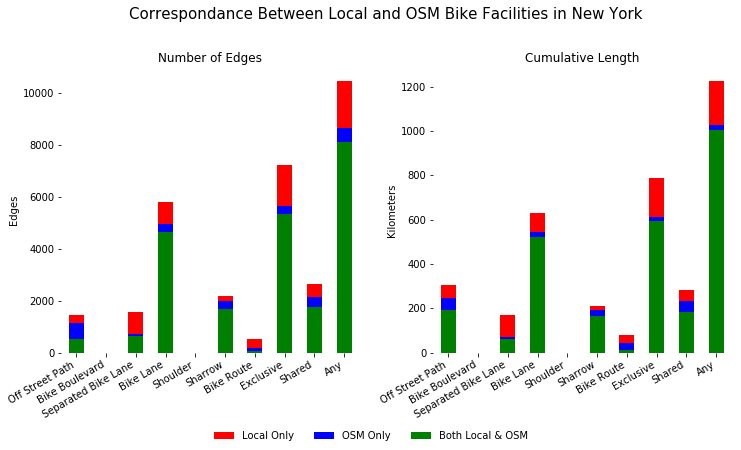 Correspondance Between Local and OSM Bike Facilities in New York
Number of Edges
Edges
10000
8000
6000
4000
2000
0
Off Street Path
Bike Boulevard
Separated Bike Lane
Bike Lane
Shoulder
Sharrow
Bike Route
Exclusive
Shared
Any
Cumulative Length
Kilometers
1200
1000
800
600
400
200
0
Off Street Path
Bike Boulevard
Separated Bike Lane
Bike Lane
Shoulder
Sharrow
Bike Route
Exclusive
Shared
Any
Local Only
OSM Only
Both Local & OSM